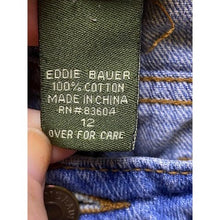 EDDIE BAUER
100% COTTON
MADE IN CHINA
RN#83604
12
OVER FOR CARE